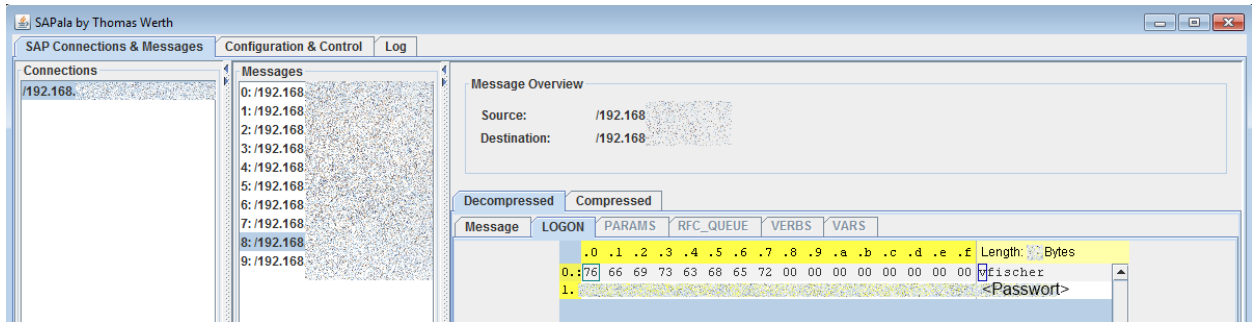 SAPala by Thomas Werth
SAP Connections & Messages Configuration & Control Log
Connections
/192.168.
Messages
0: /192.168
1: /192.168
2: /192.168
3: /192.168
4: /192.168
5: /192.168
6: /192.168
7: /192.168
8: /192.168
9: /192.168
Message Overview
Source: /192.168
Destination: /192.168
Decompressed Compressed
Message LOGON PARAMS RFC_QUEUE VERBS VARS
.0 .1 .2 .3 .4 .5 .6 .7 .8 .9 .a .b .c .d .e .f Length: Bytes
0.: 76 66 69 73 63 68 65 72 00 00 00 00 00 00 00 00 vfischer
1. <Passwort>